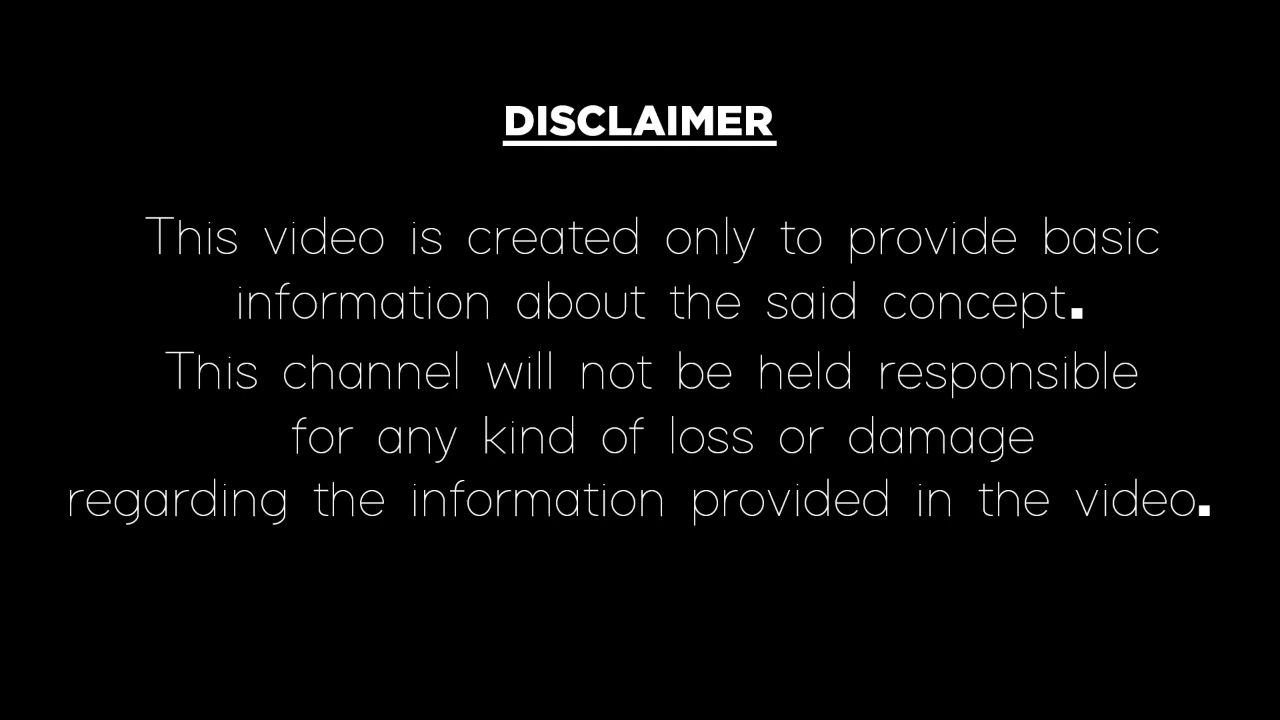 DISCLAIMER
This video is created only to provide basic
information about the said concept.
This channel will not be held responsible
for any kind of loss or damage
regarding the information provided in the video.